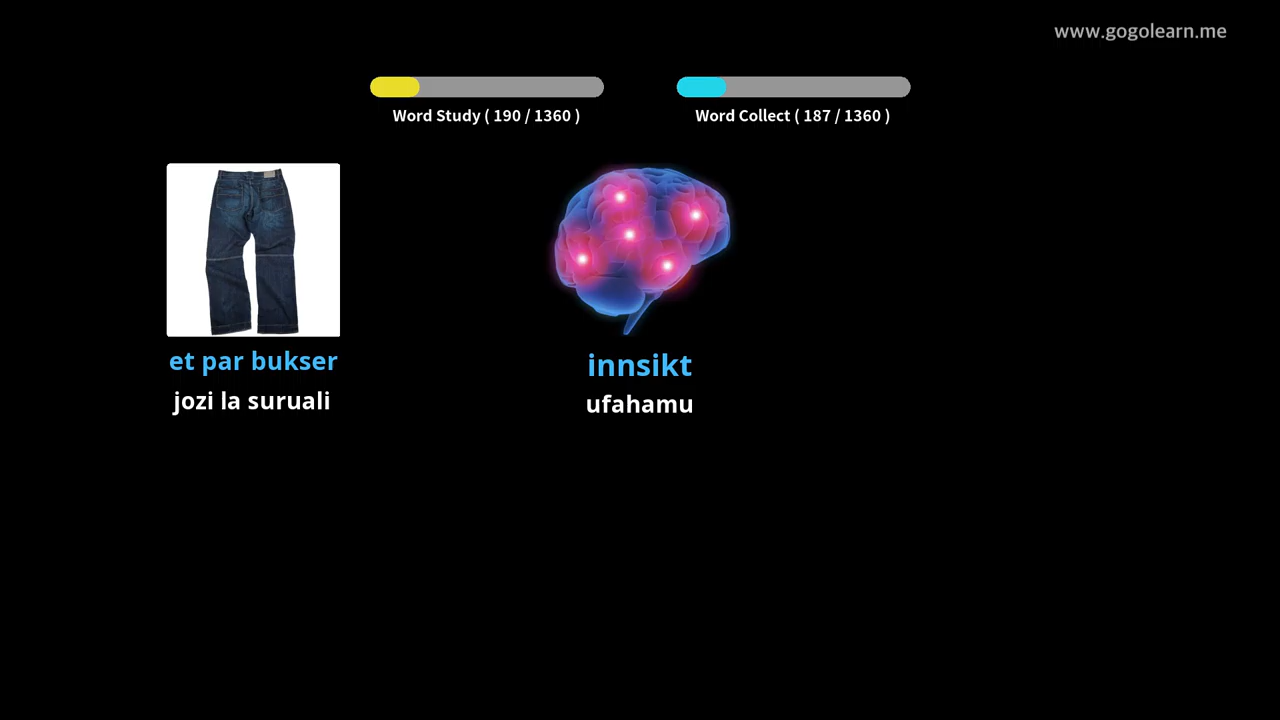 www.gogolearn.me
Word Study ( 190 / 1360 )
Word Collect ( 187 / 1360 )
et par bukser
jozi la suruali
innsikt
ufahamu